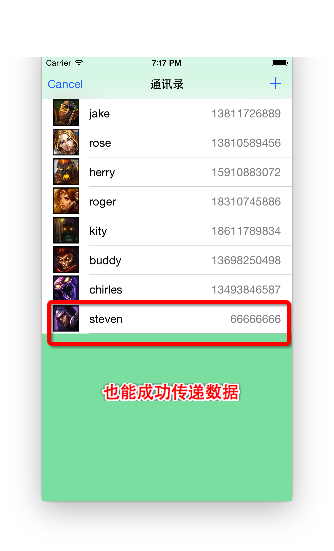 Carrier 7:17 PM
Cancel 通讯录 +
jake 13811726889
rose 13810589456
herry 15910883072
roger 18310745886
kity 18611789834
buddy 13698250498
chirles 13493846587
steven 66666666
也能成功传递数据